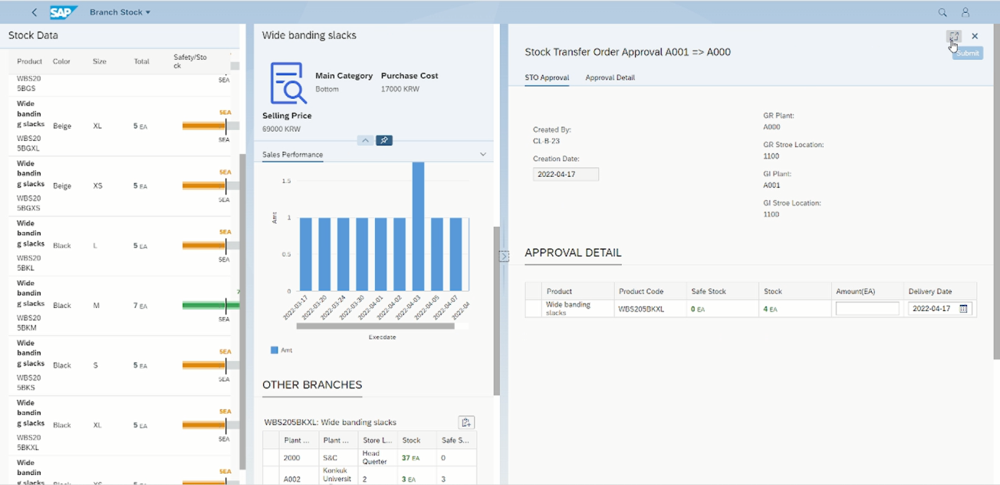 SAP Branch Stock
Stock Data
Product Color Size Total Safety/Sto
ck
WBS20
5BGS
5EA
Wide
bandin
g slacks
WBS20
5BGXL
Beige XL 5 EA
5EA
5EA
Wide
bandin
g slacks
WBS20
5BGXS
Beige XS 5 EA
5EA
5EA
Wide
bandin
g slacks
WBS20
5BKL
Black L 5 EA
5EA
5EA
Wide
bandin
g slacks
WBS20
5BKM
Black M 7 EA
7
5EA
Wide
bandin
g slacks
WBS20
5BKS
Black S 5 EA
5EA
5EA
Wide
bandin
g slacks
WBS20
5BKXL
Black XL 5 EA
5EA
5EA
Wide
bandin
g slacks
Black XS 5 EA
5EA
Wide banding slacks
Main Category Purchase Cost
Bottom 17000 KRW
Selling Price
69000 KRW
Sales Performance
Amt
1.5
1
0.5
0
2022-03-17
2022-03-20
2022-03-24
2022-03-30
2022-04-01
2022-04-02
2022-04-03
2022-04-05
2022-04-07
2022-04
Execdate
Amt
OTHER BRANCHES
WBS205BKXL: Wide banding slacks
Plant ... Plant ... Store L... Stock Safe S...
2000 S&C Head
Querter 37 EA 0
A002 Konkuk
Universit 2 3 EA 3
Submit
Stock Transfer Order Approval A001 => A000
STO Approval Approval Detail
Created By:
CL-B-23
Creation Date:
2022-04-17
GR Plant:
A000
GR Stroe Location:
1100
GI Plant:
A001
GI Stroe Location:
1100
APPROVAL DETAIL
Product Product Code Safe Stock Stock Amount(EA) Delivery Date
Wide banding
slacks WBS205BKXL 0 EA 4 EA 2022-04-17